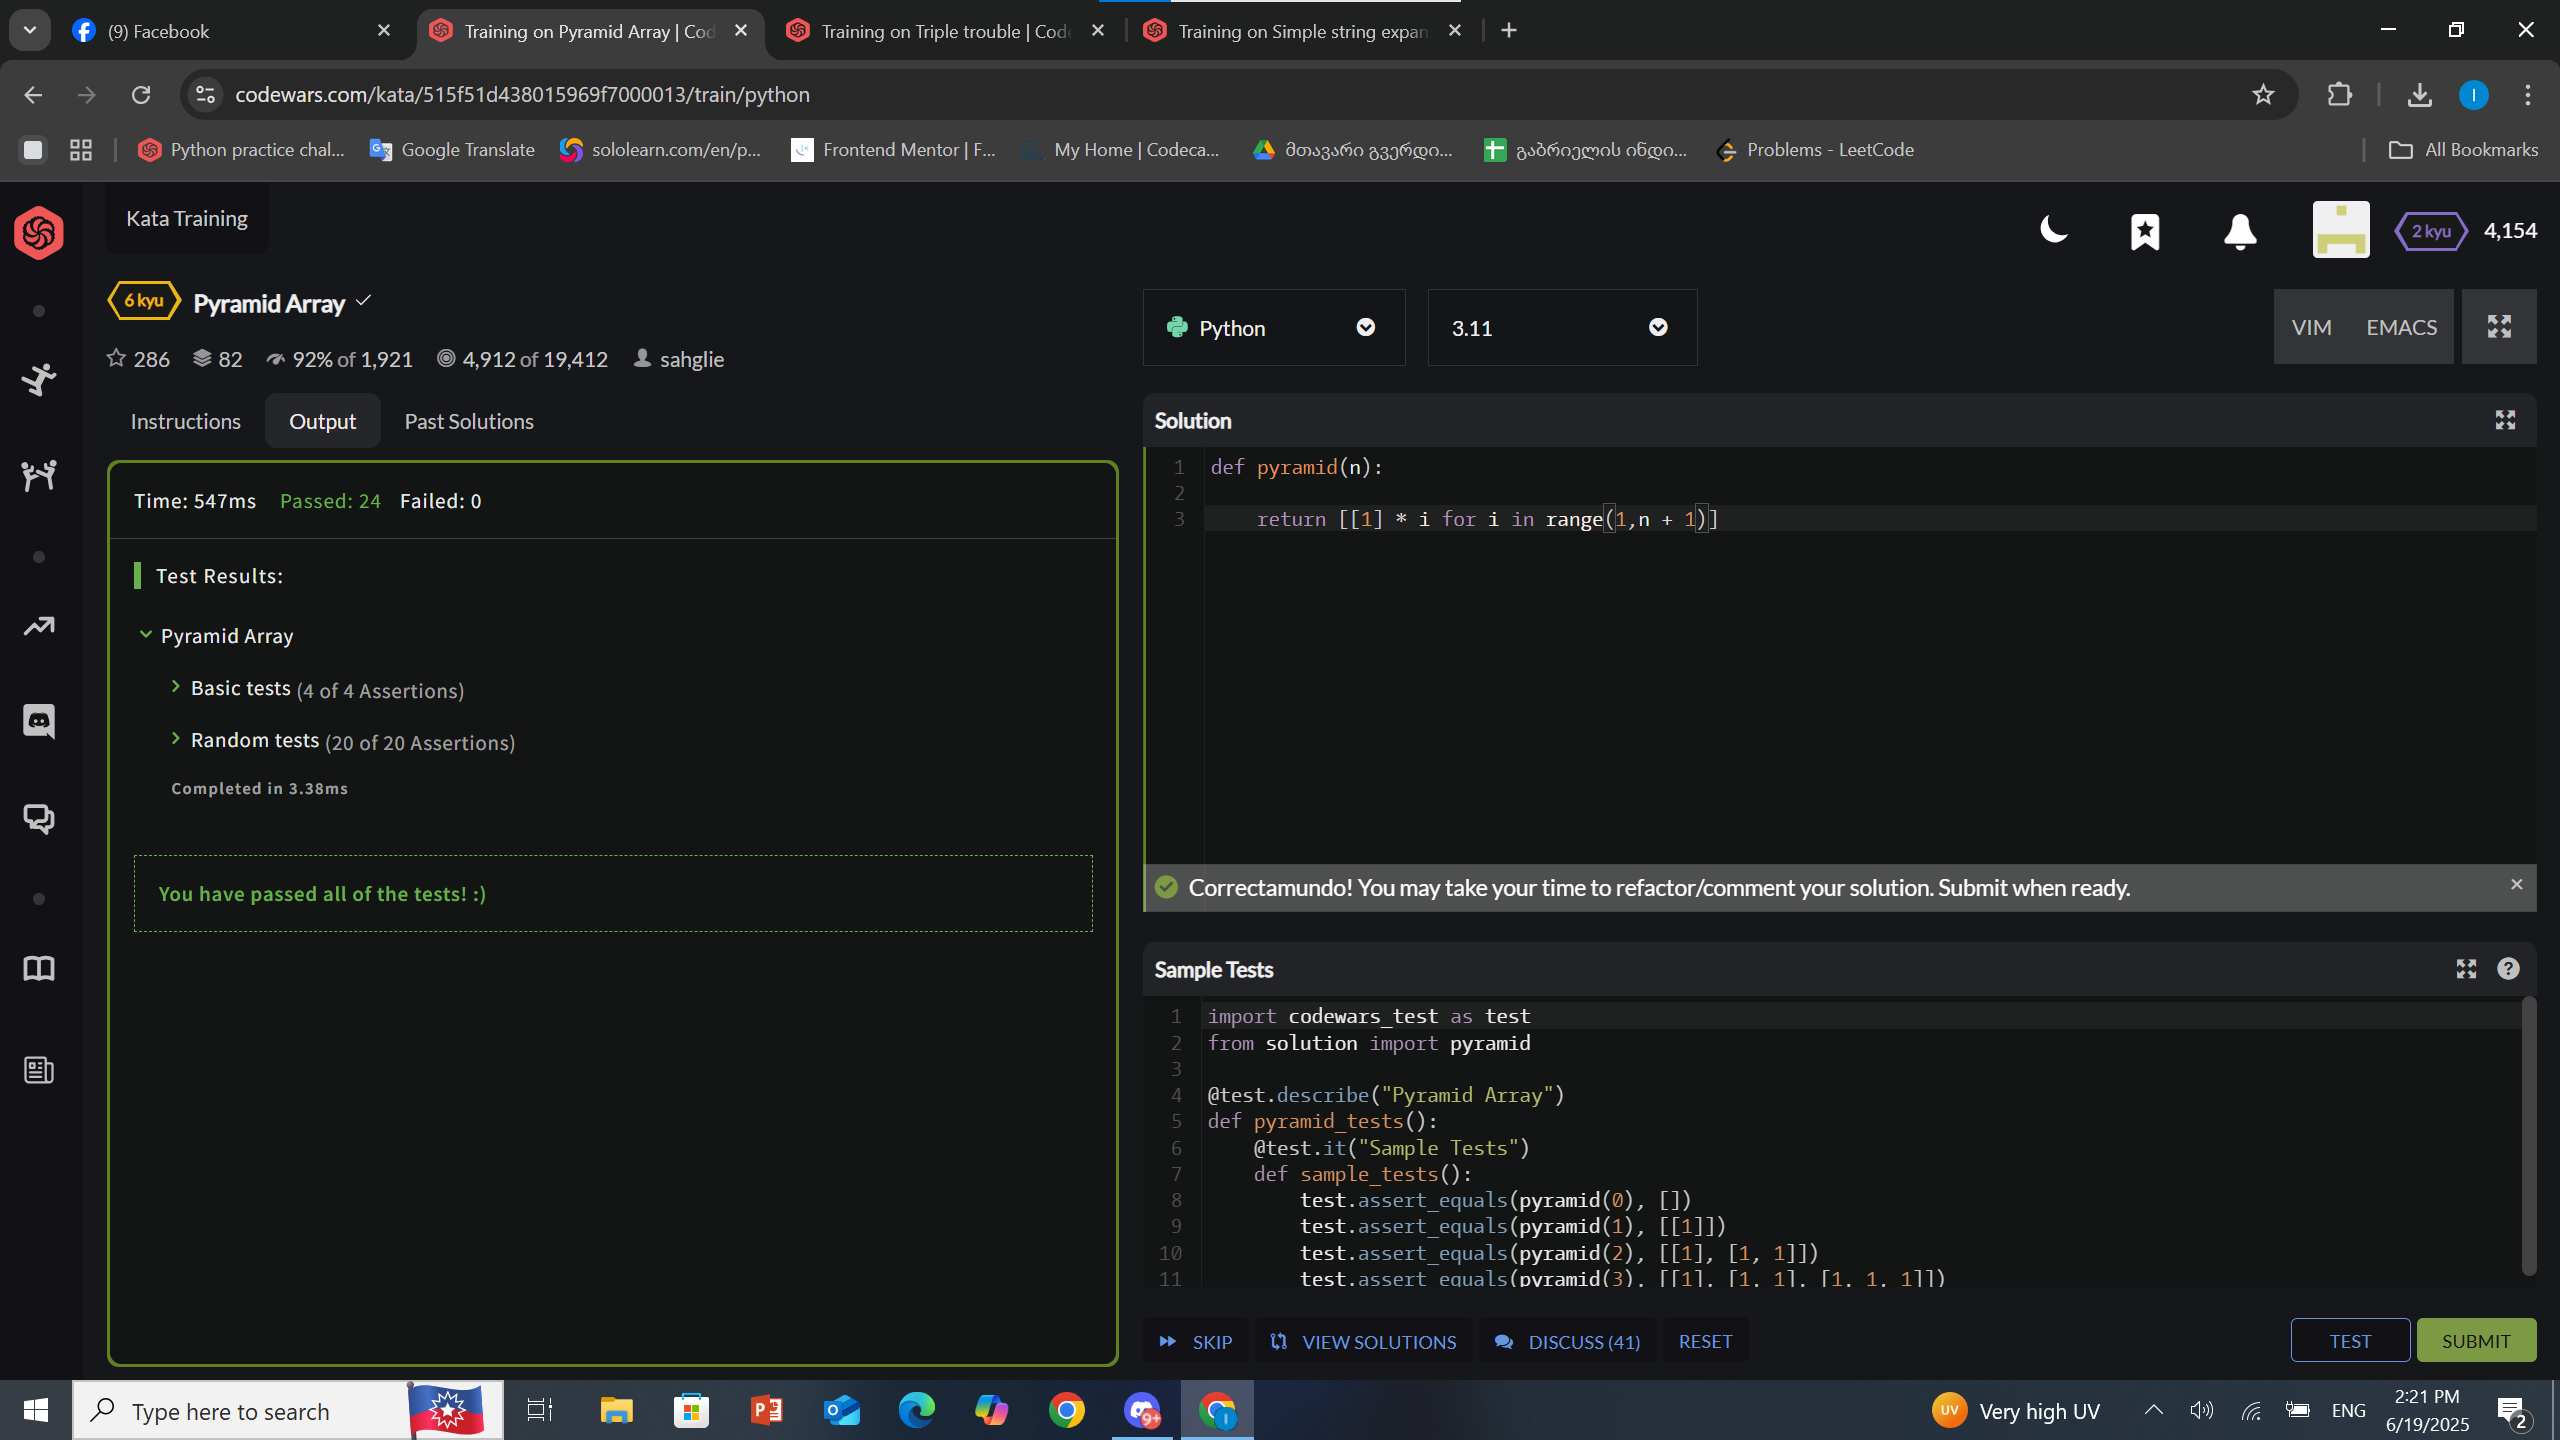 (9) Facebook
Training on Pyramid Array | Cod
Training on Triple trouble | Code
Training on Simple string expan
codewars.com/kata/515f51d438015969f7000013/train/python
Python practice chal...
Google Translate
sololearn.com/en/p...
Frontend Mentor | F...
My Home | Codeca...
მთავარი გვერდი...
გაბრიელის ინდი...
Problems - LeetCode
All Bookmarks
Kata Training
2 kyu
4,154
6 kyu
Pyramid Array
286
82
92% of 1,921
4,912 of 19,412
sahglie
Python
3.11
VIM
EMACS
Instructions
Output
Past Solutions
Time: 547ms Passed: 24 Failed: 0
Test Results:
Pyramid Array
Basic tests (4 of 4 Assertions)
Random tests (20 of 20 Assertions)
Completed in 3.38ms
You have passed all of the tests! :)
Solution
1 def pyramid(n):
2
3     return [[1] * i for i in range(1,n + 1)]
Correctamundo! You may take your time to refactor/comment your solution. Submit when ready.
Sample Tests
1 import codewars_test as test
2 from solution import pyramid
3
4 @test.describe("Pyramid Array")
5 def pyramid_tests():
6     @test.it("Sample Tests")
7     def sample_tests():
8         test.assert_equals(pyramid(0), [])
9         test.assert_equals(pyramid(1), [[1]])
10         test.assert_equals(pyramid(2), [[1], [1, 1]])
11         test.assert_equals(pyramid(3), [[1], [1, 1], [1, 1, 1]])
SKIP
VIEW SOLUTIONS
DISCUSS (41)
RESET
TEST
SUBMIT
Type here to search
9+
UV
Very high UV
ENG
2:21 PM
6/19/2025
2